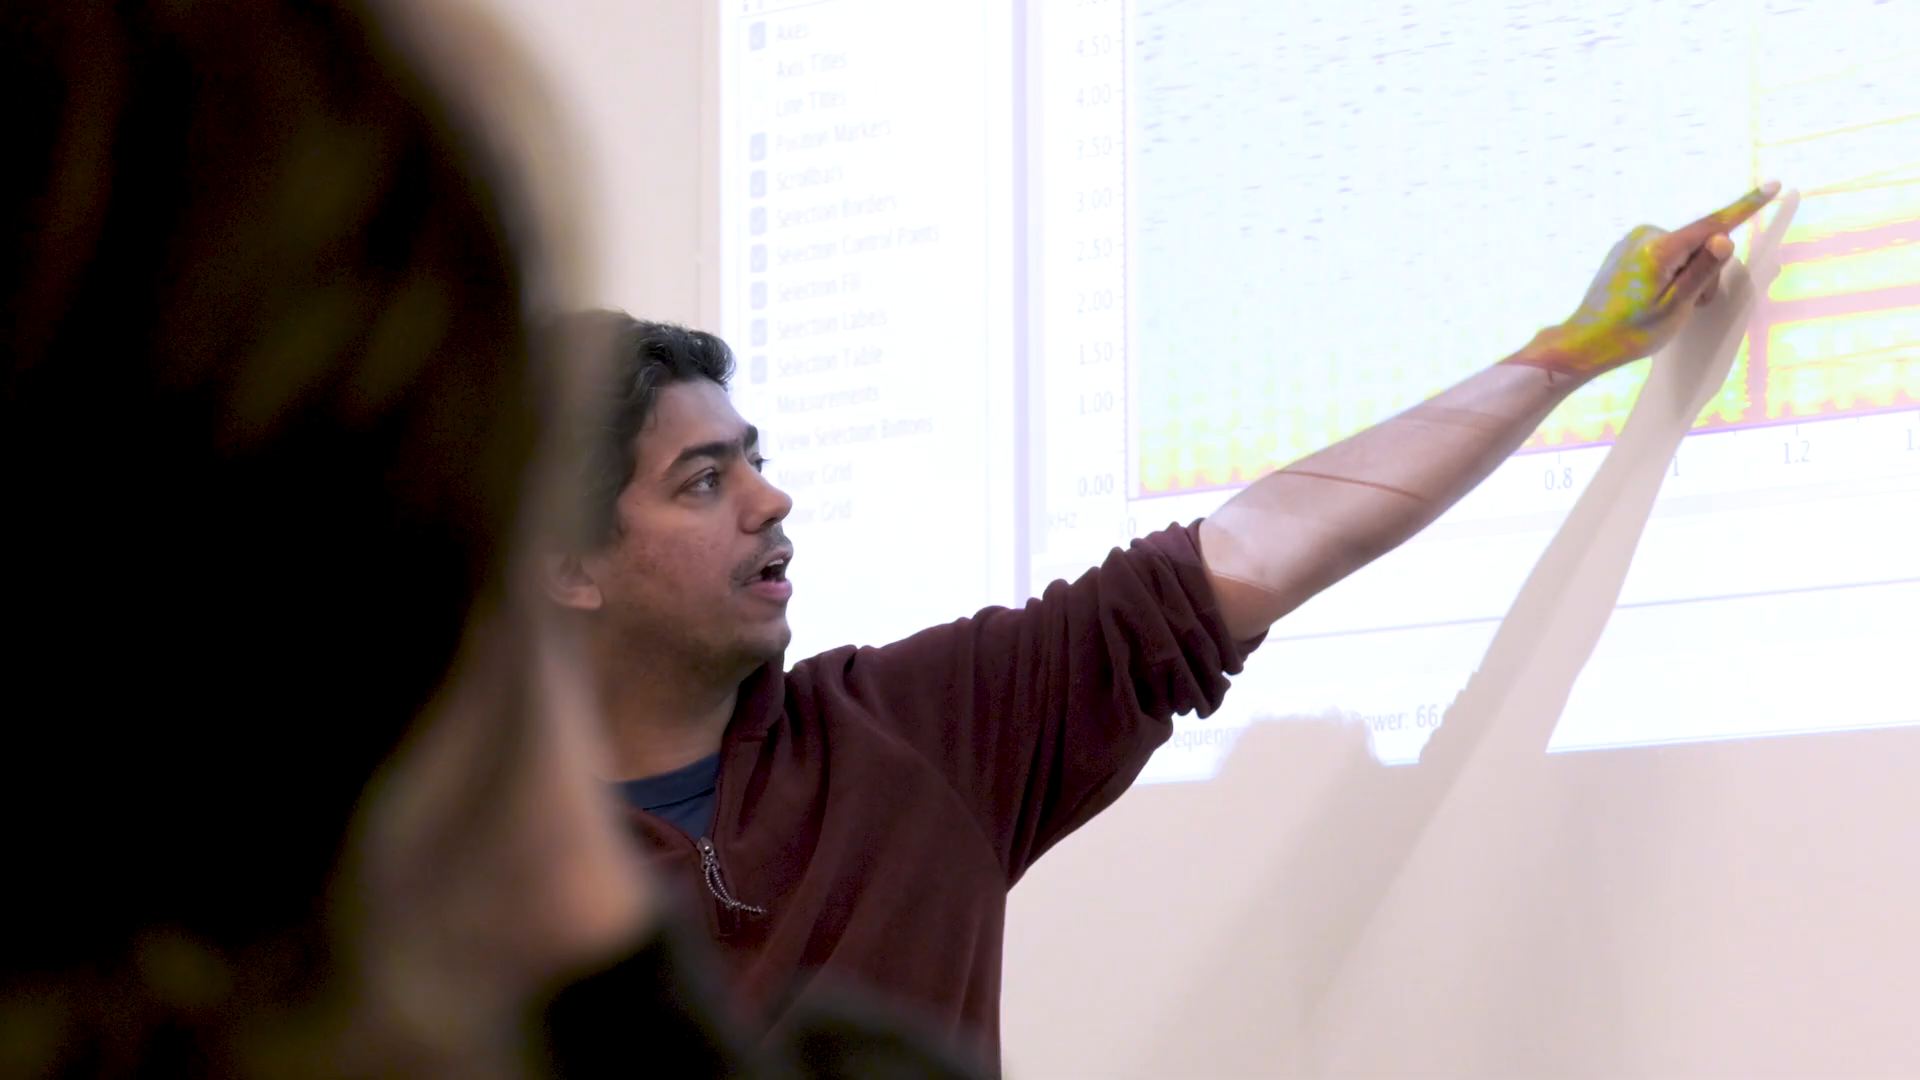 Axes
Axis Titles
Line Titles
Position Markers
Scrollbars
Selection Borders
Selection Control Points
Selection Fill
Selection Labels
Selection Table
Measurements
View Selection Buttons
Major Grid
Grid
4.50
4.00
3.50
3.00
2.50
2.00
1.50
1.00
0.00
0.8
1
1.2